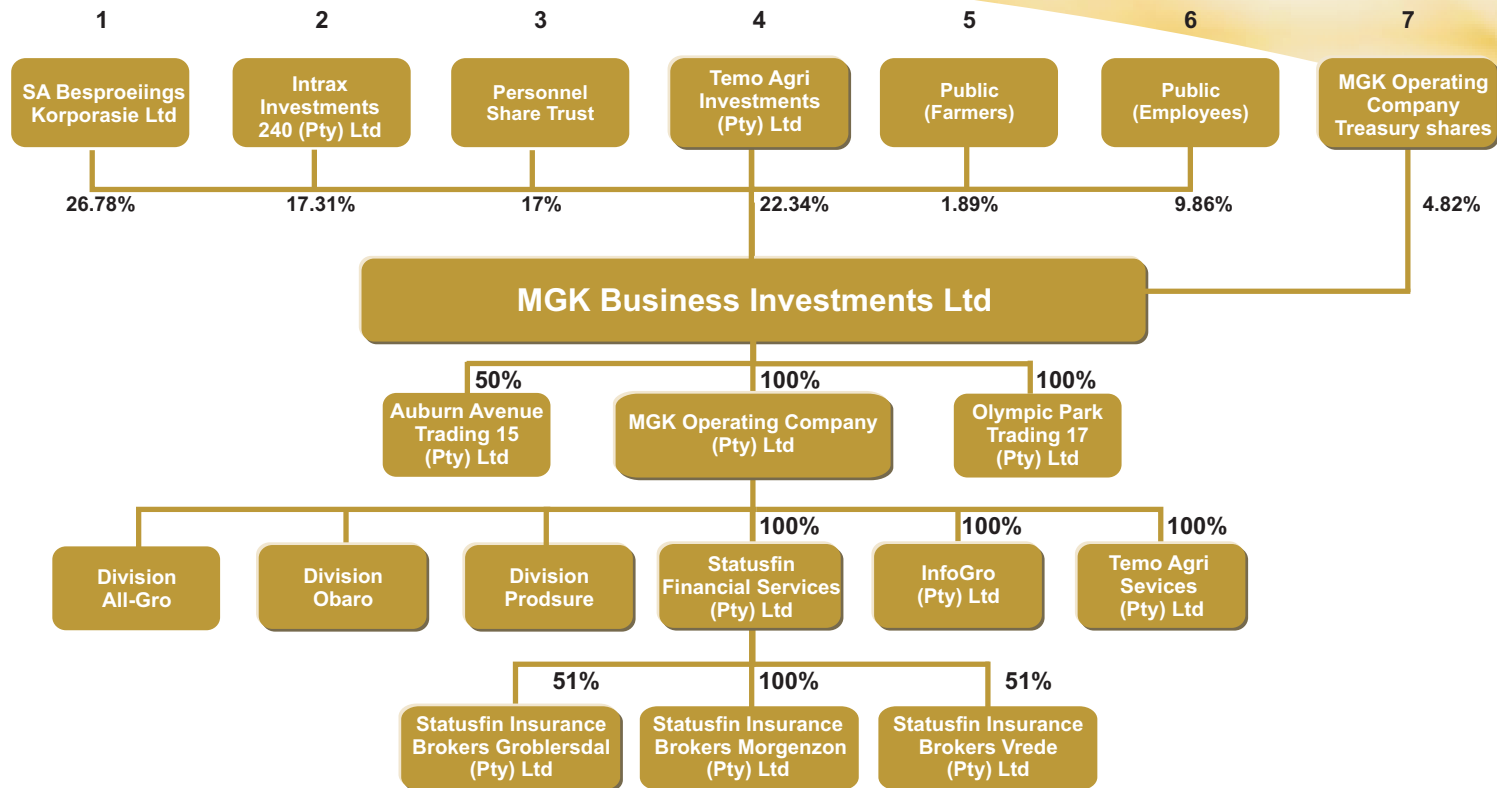 1
2
3
4
5
6
7
SA Besproeiings
Korporasie Ltd
Intrax
Investments
240 (Pty) Ltd
Personnel
Share Trust
Temo Agri
Investments
(Pty) Ltd
Public
(Farmers)
Public
(Employees)
MGK Operating
Company
Treasury shares
26.78%
17.31%
17%
22.34%
1.89%
9.86%
4.82%
MGK Business Investments Ltd
50%
100%
100%
Auburn Avenue
Trading 15
(Pty) Ltd
MGK Operating Company
(Pty) Ltd
Olympic Park
Trading 17
(Pty) Ltd
100%
100%
100%
Division
All-Gro
Division
Obaro
Division
Prodsure
Statusfin
Financial Services
(Pty) Ltd
InfoGro
(Pty) Ltd
Temo Agri
Sevices
(Pty) Ltd
51%
100%
51%
Statusfin Insurance
Brokers Groblersdal
(Pty) Ltd
Statusfin Insurance
Brokers Morgenzon
(Pty) Ltd
Statusfin Insurance
Brokers Vrede
(Pty) Ltd